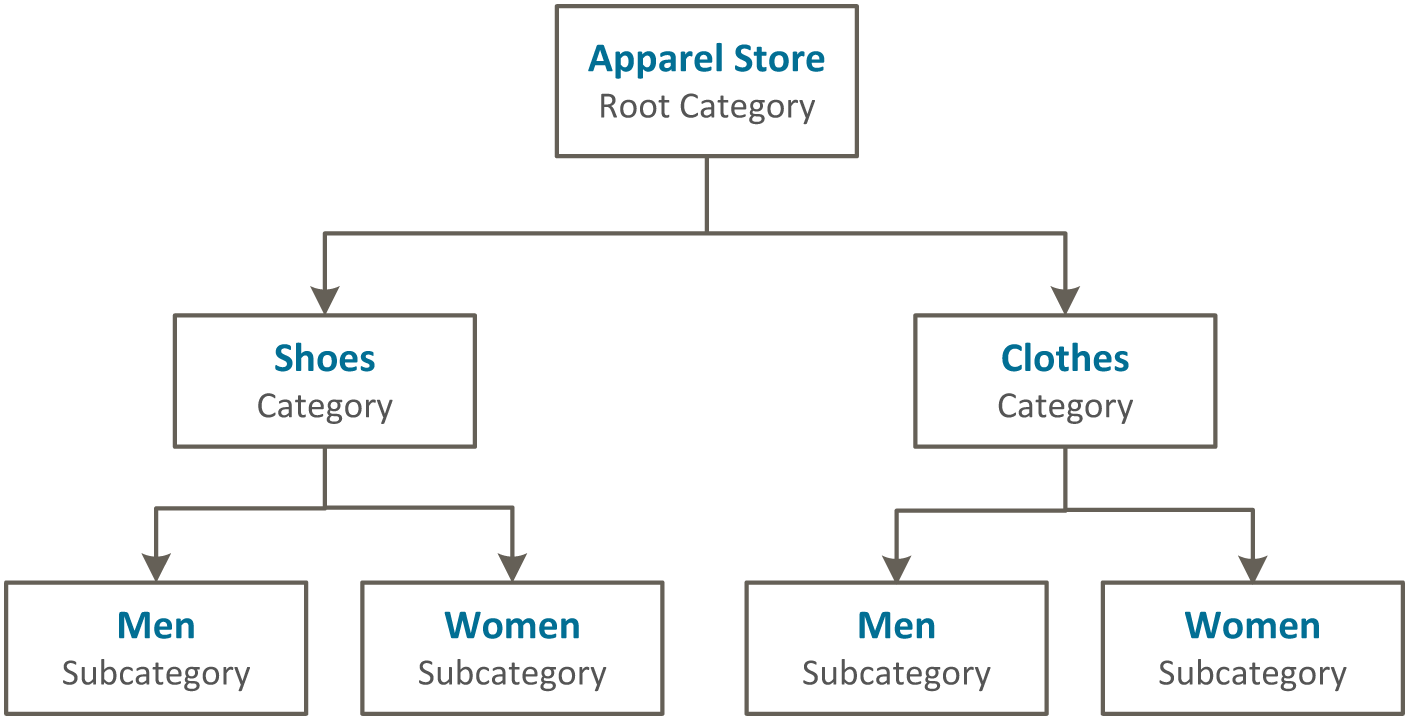 Apparel Store
Root Category
Shoes
Category
Clothes
Category
Men
Subcategory
Women
Subcategory
Men
Subcategory
Women
Subcategory